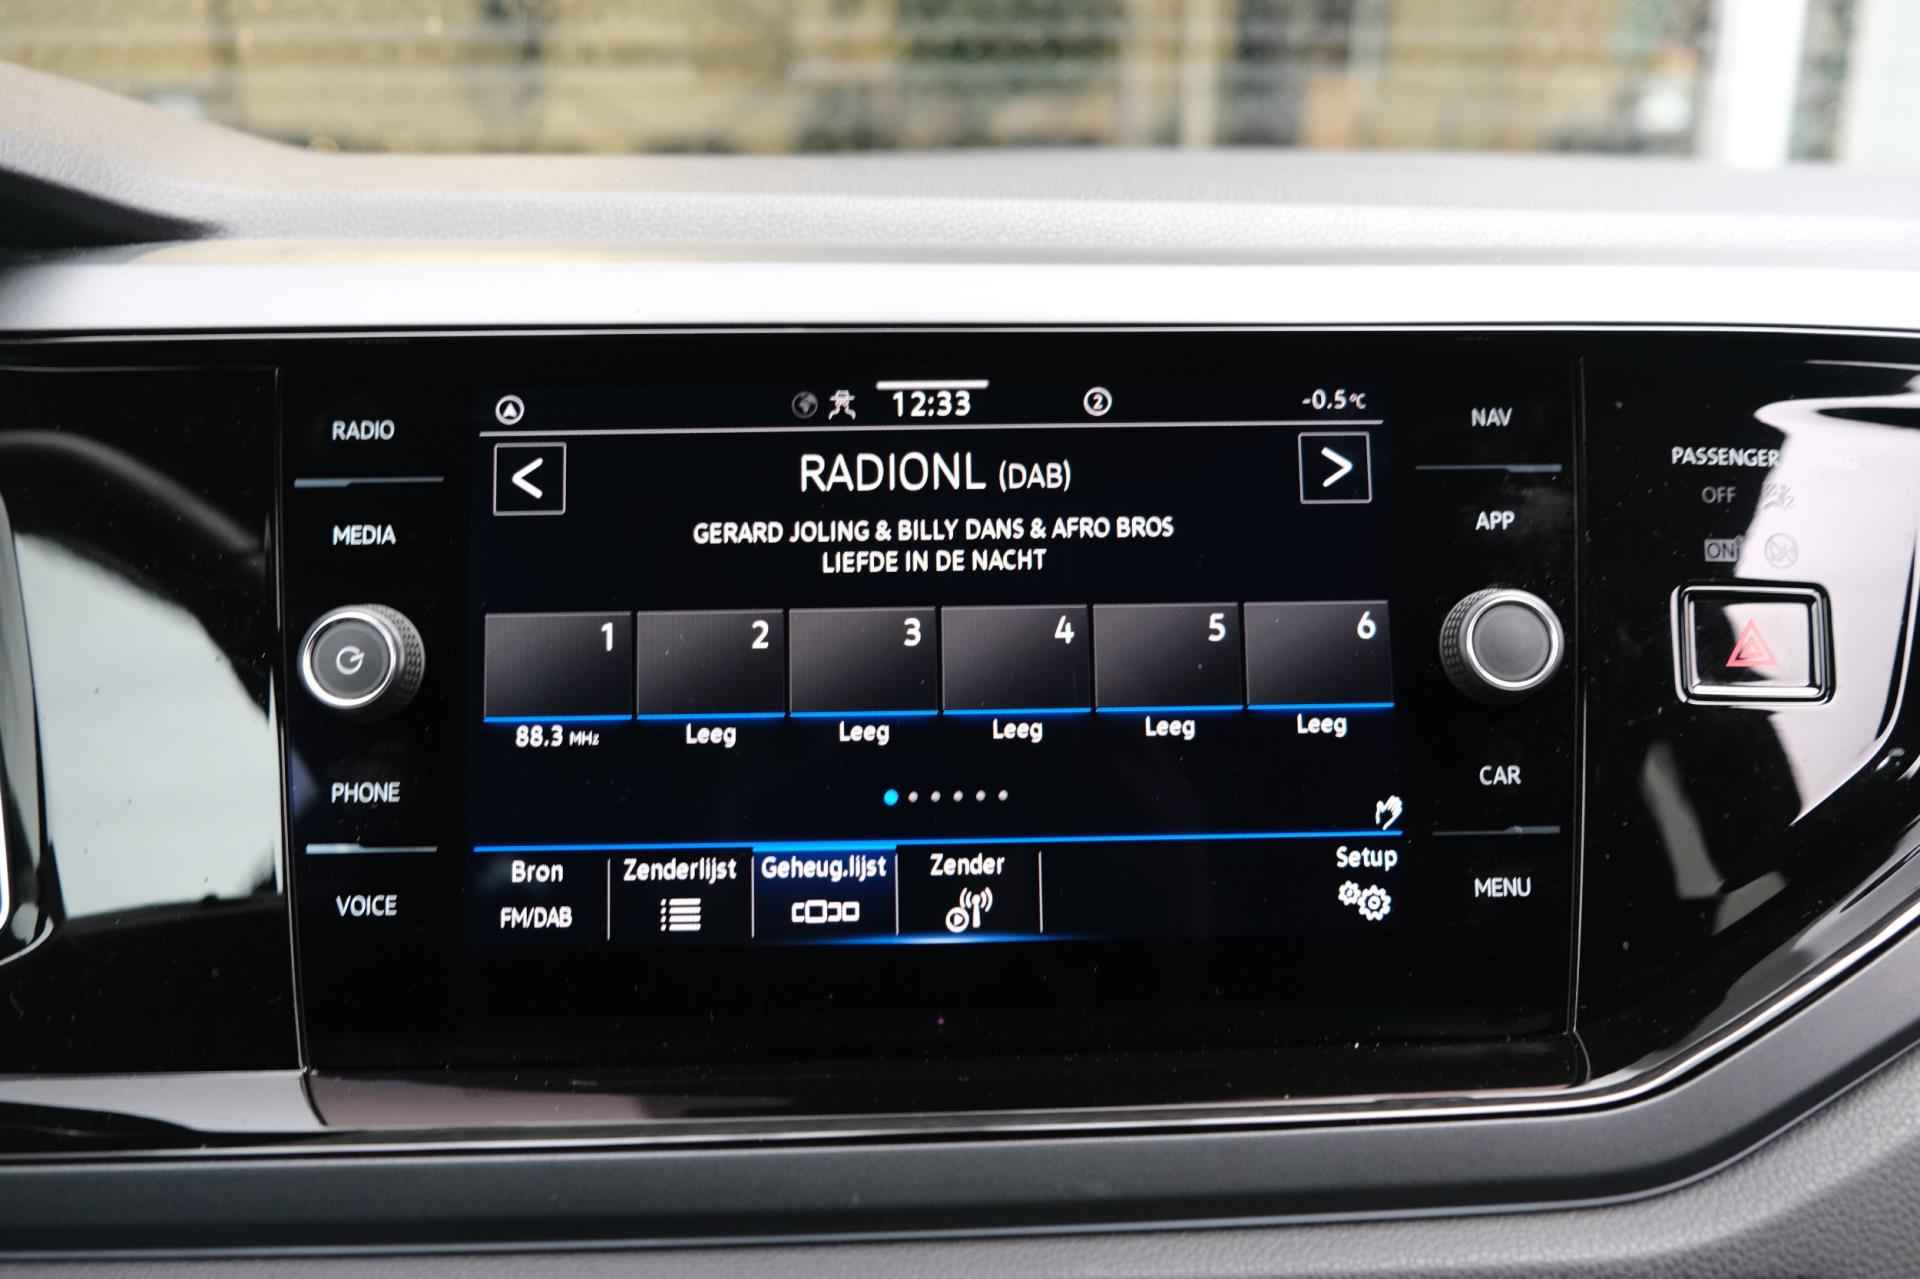 12:33
2
-0.5°C
RADIO
NAV
RADIONL (DAB)
PASSENGER
OFF
MEDIA
GERARD JOLING & BILLY DANS & AFRO BROS
APP
LIEFDE IN DE NACHT
ON
1 2 3 4 5 6
88.3 MHz Leeg Leeg Leeg Leeg Leeg
PHONE
CAR
Bron Zenderlijst Geheug.lijst Zender Setup
FM/DAB
VOICE
MENU